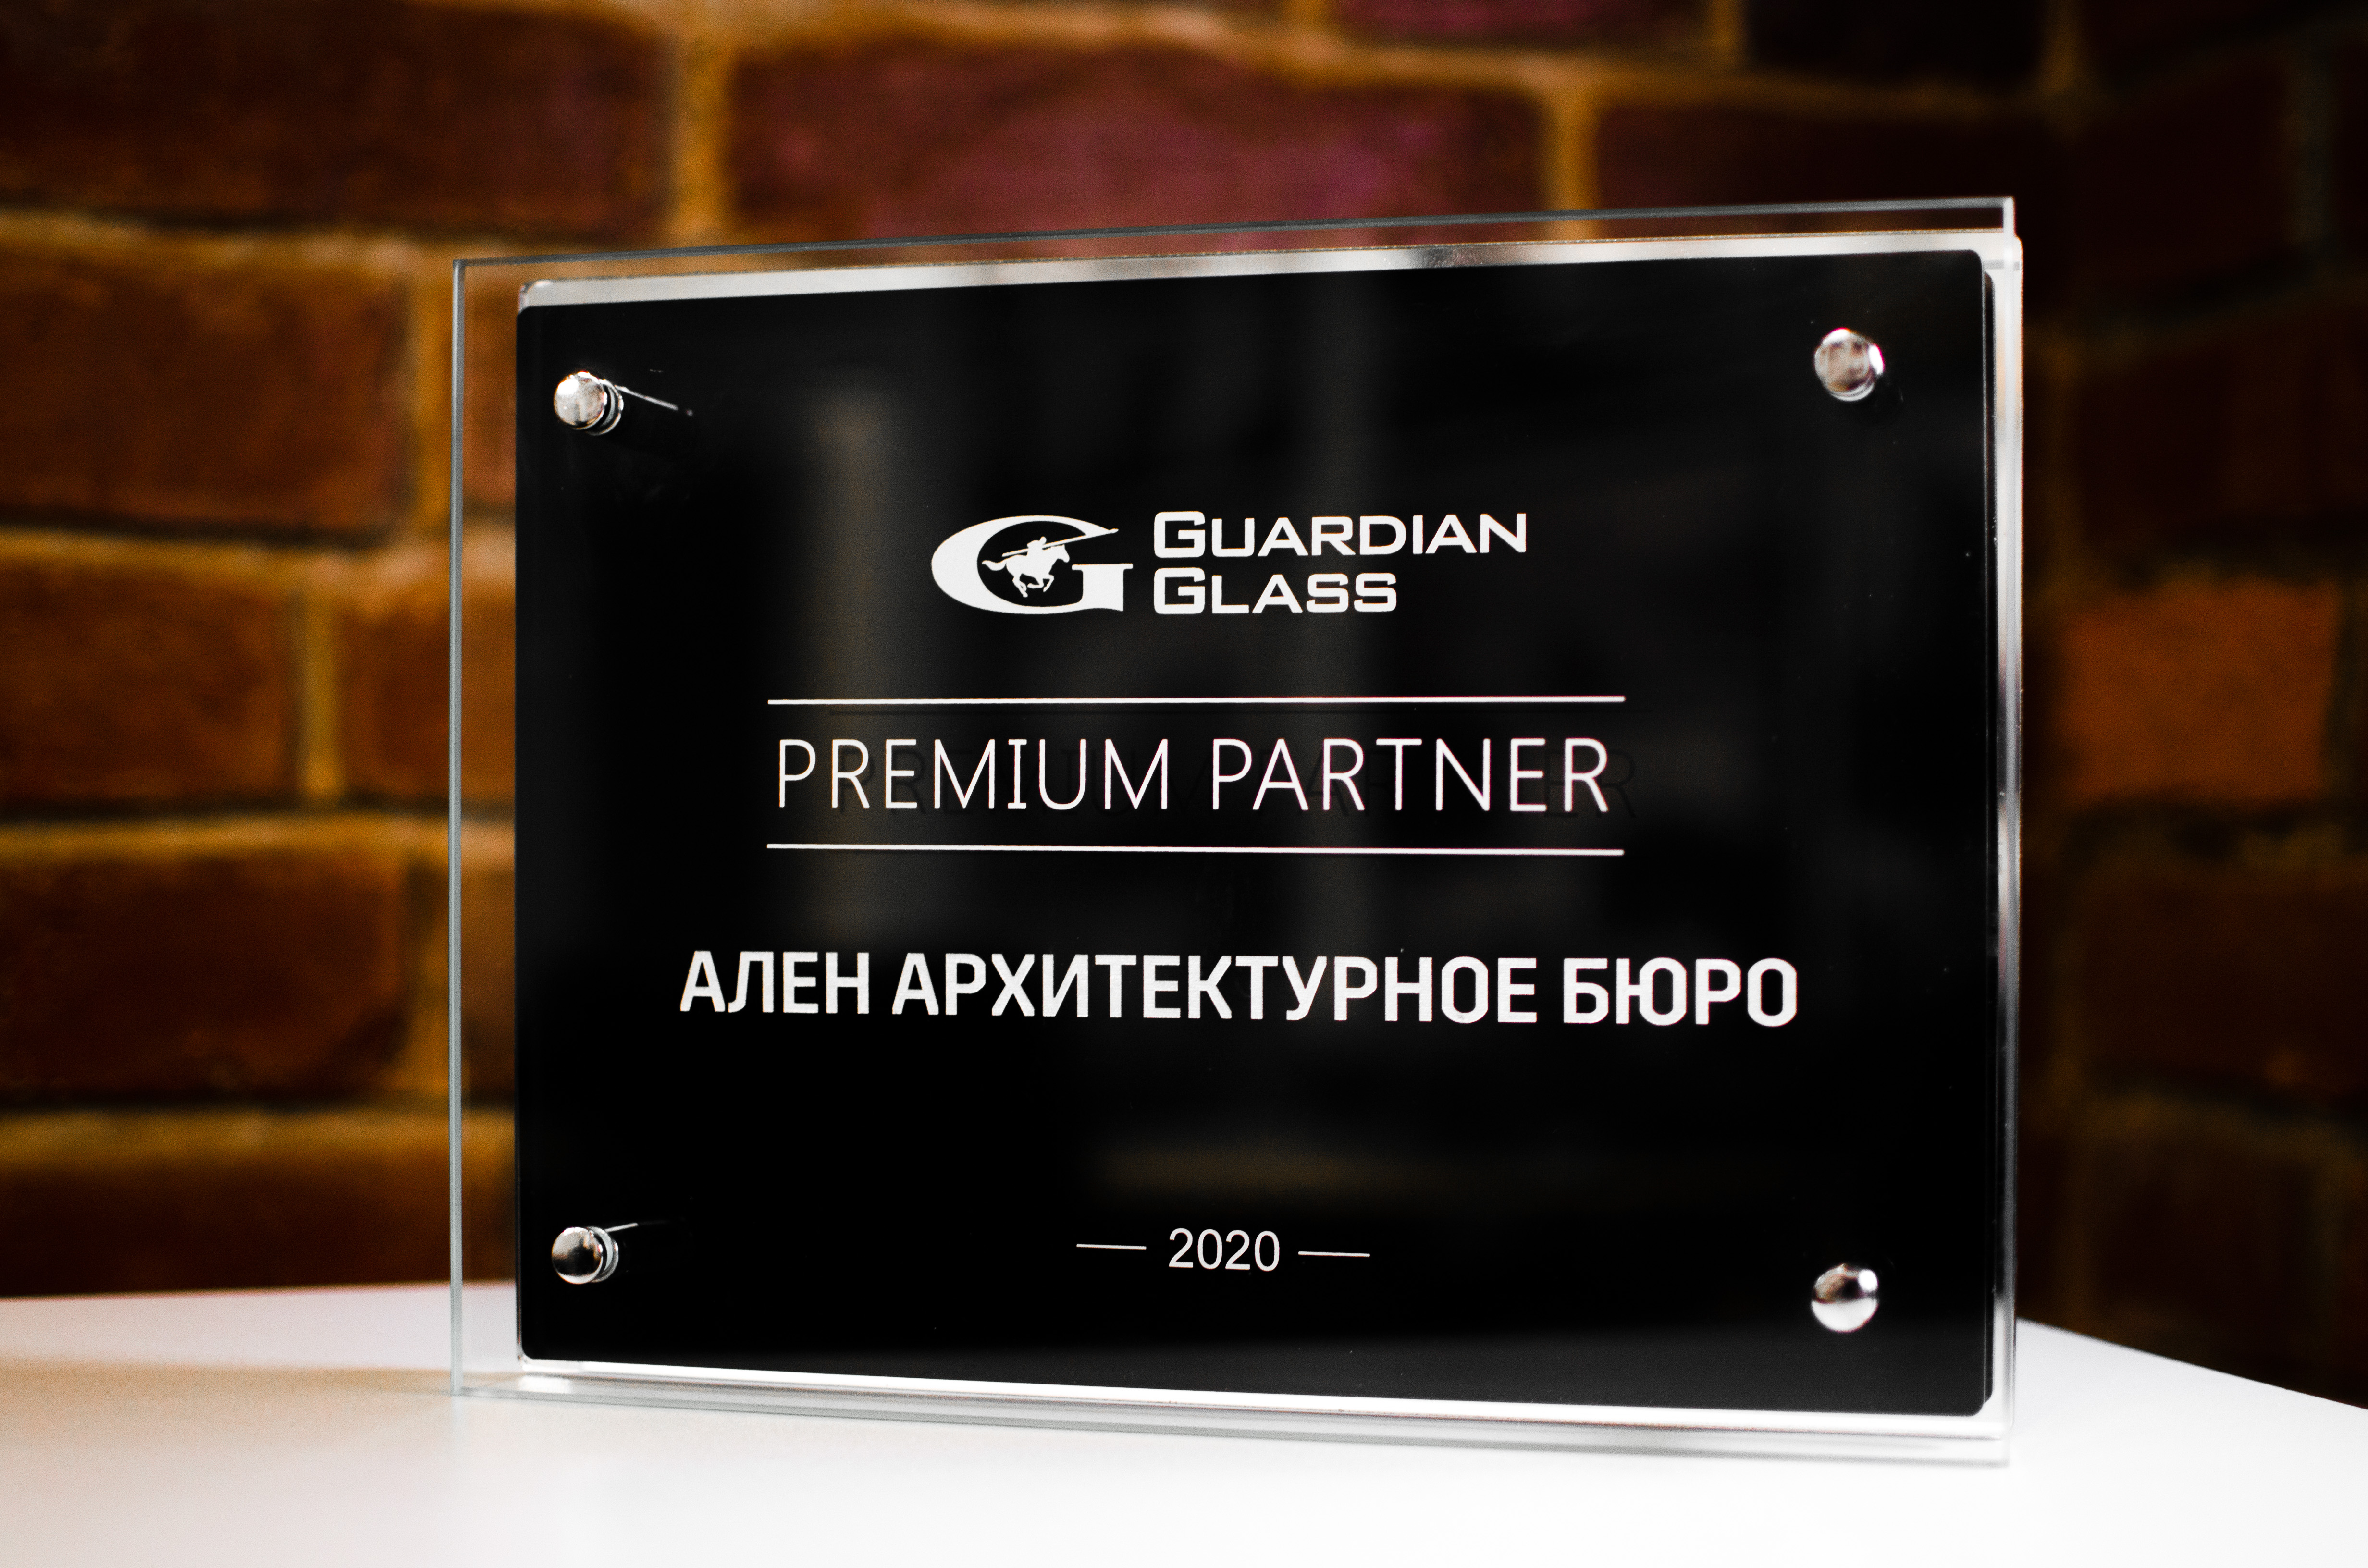 GUARDIAN
GLASS
PREMIUM PARTNER
АЛЕН АРХИТЕКТУРНОЕ БЮРО
— 2020 —